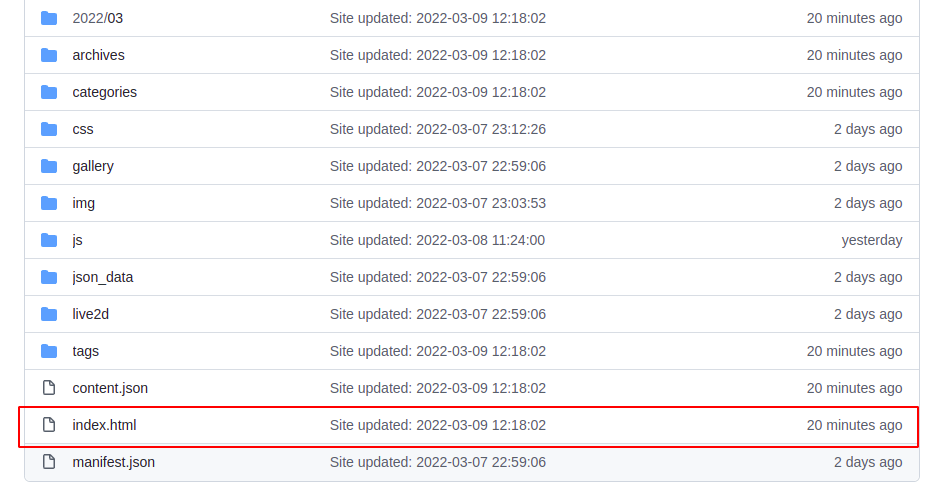 2022/03 Site updated: 2022-03-09 12:18:02 20 minutes ago
archives Site updated: 2022-03-09 12:18:02 20 minutes ago
categories Site updated: 2022-03-09 12:18:02 20 minutes ago
css Site updated: 2022-03-07 23:12:26 2 days ago
gallery Site updated: 2022-03-07 22:59:06 2 days ago
img Site updated: 2022-03-07 23:03:53 2 days ago
js Site updated: 2022-03-08 11:24:00 yesterday
json_data Site updated: 2022-03-07 22:59:06 2 days ago
live2d Site updated: 2022-03-07 22:59:06 2 days ago
tags Site updated: 2022-03-09 12:18:02 20 minutes ago
content.json Site updated: 2022-03-09 12:18:02 20 minutes ago
index.html Site updated: 2022-03-09 12:18:02 20 minutes ago
manifest.json Site updated: 2022-03-07 22:59:06 2 days ago